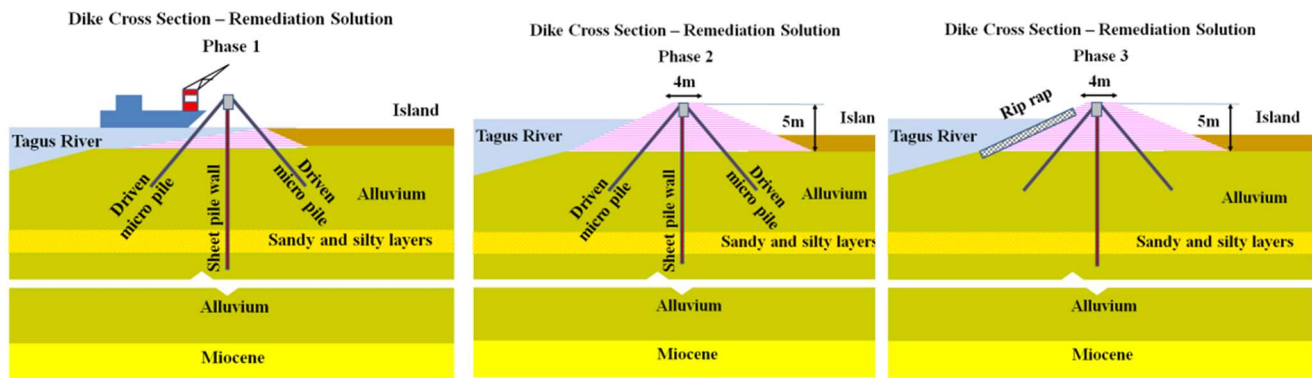 Dike Cross Section – Remediation Solution
Phase 1
Island
Tagus River
Driven
micro pile
Sheet pile wall
Driven
micro pile
Alluvium
Sandy and silty layers
Alluvium
Miocene
Dike Cross Section – Remediation Solution
Phase 2
4m
Islan
Tagus River
5m
Driven
micro pile
Sheet pile wall
Driven
micro pile
Alluvium
Sandy and silty layers
Alluvium
Miocene
Dike Cross Section – Remediation Solution
Phase 3
4m
Rip rap
Island
Tagus River
5m
Alluvium
Sandy and silty layers
Alluvium
Miocene